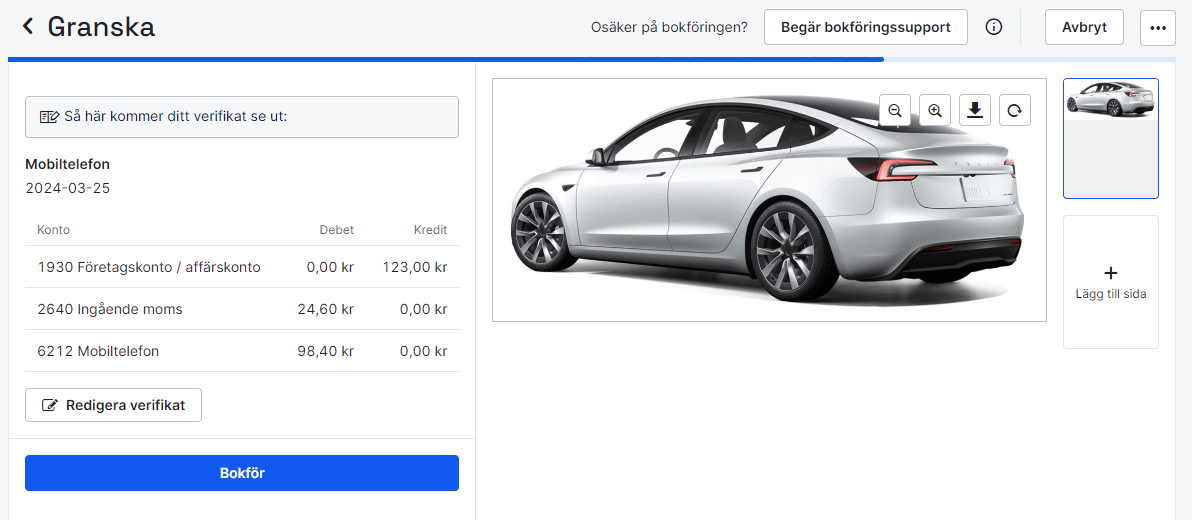 Granska
Osäker på bokföringen?
Begär bokföringssupport
Avbryt
Så här kommer ditt verifikat se ut:
Mobiltelefon
2024-03-25
Konto Debet Kredit
1930 Företagskonto / affärskonto 0,00 kr 123,00 kr
2640 Ingående moms 24,60 kr 0,00 kr
6212 Mobiltelefon 98,40 kr 0,00 kr
Redigera verifikat
Bokför
Lägg till sida